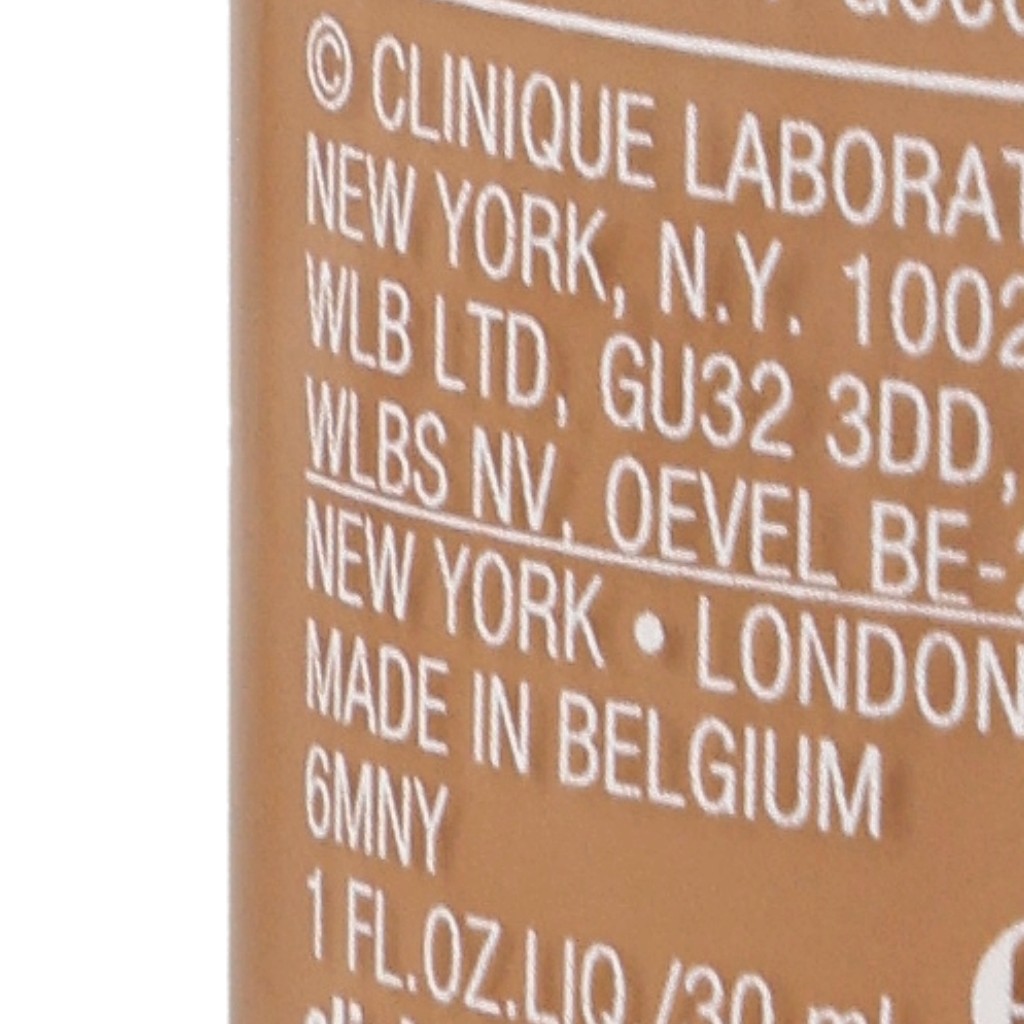 © CLINIQUE LABORAT
NEW YORK, N.Y. 1002
WLB LTD, GU32 3DD,
WLBS NV, OEVEL BE-2
NEW YORK • LONDON
MADE IN BELGIUM
6MNY
1 FL.OZ.LIQ./30 ml